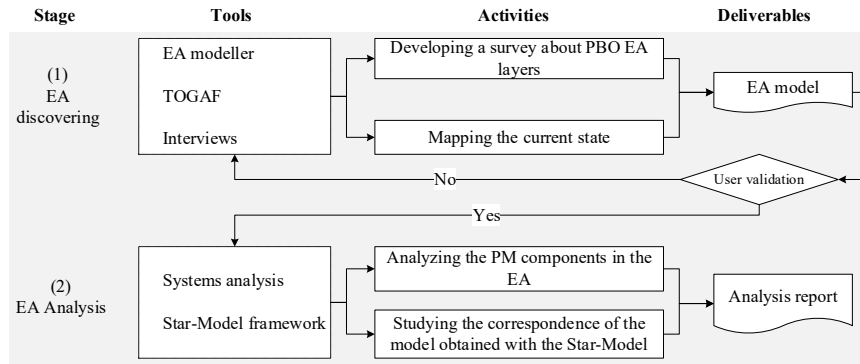 Stage Tools Activities Deliverables
(1)
EA
discovering
EA modeller
TOGAF
Interviews
Developing a survey about PBO EA
layers
Mapping the current state
EA model
User validation
No
Yes
(2)
EA Analysis
Systems analysis
Star-Model framework
Analyzing the PM components in the
EA
Studying the correspondence of the
model obtained with the Star-Model
Analysis report